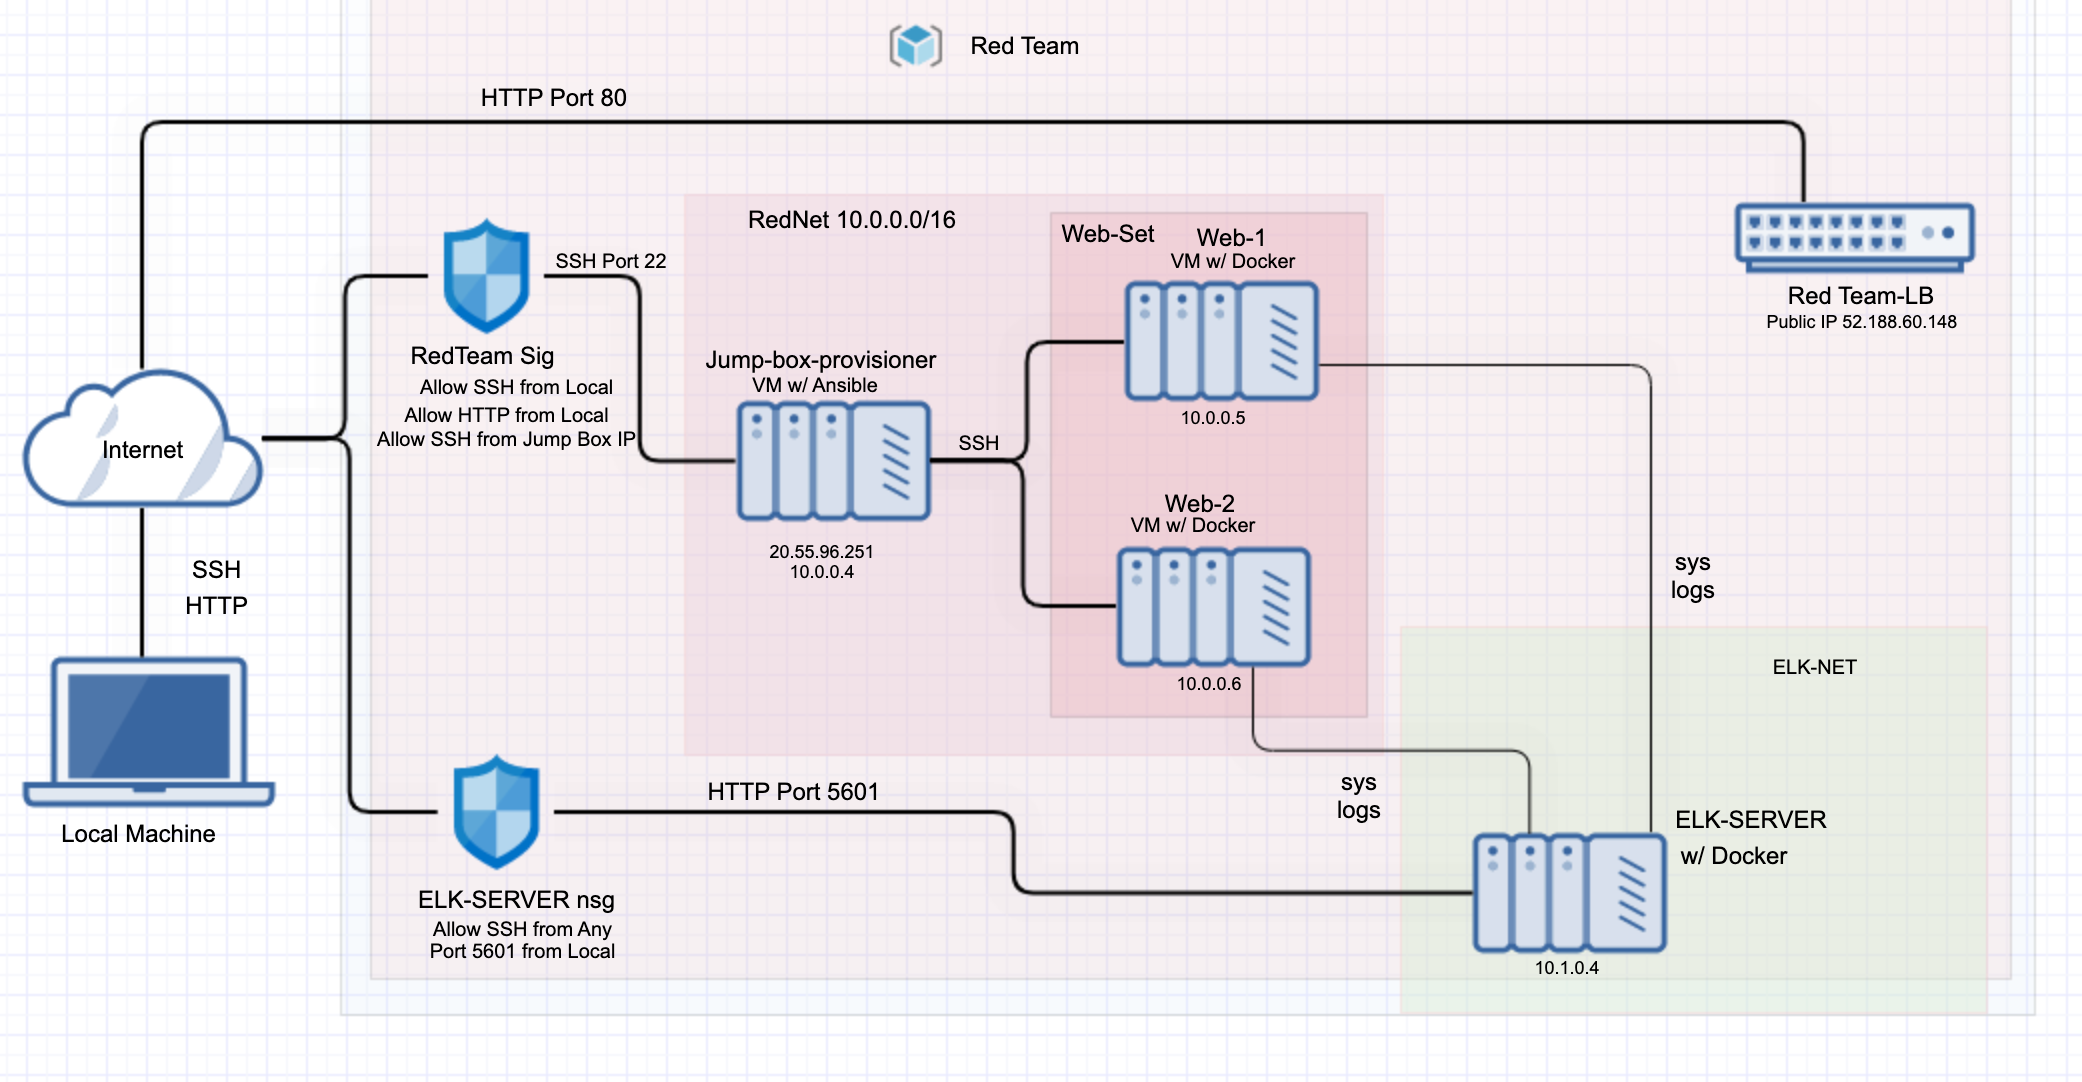 Red Team
HTTP Port 80
RedNet 10.0.0.0/16
Web-Set
Web-1
VM w/ Docker
10.0.0.5
SSH Port 22
RedTeam Sig
Allow SSH from Local
Allow HTTP from Local
Allow SSH from Jump Box IP
Jump-box-provisioner
VM w/ Ansible
20.55.96.251
10.0.0.4
SSH
Web-2
VM w/ Docker
10.0.0.6
Red Team-LB
Public IP 52.188.60.148
Internet
SSH
HTTP
Local Machine
sys
logs
ELK-NET
HTTP Port 5601
sys
logs
ELK-SERVER
w/ Docker
10.1.0.4
ELK-SERVER nsg
Allow SSH from Any
Port 5601 from Local